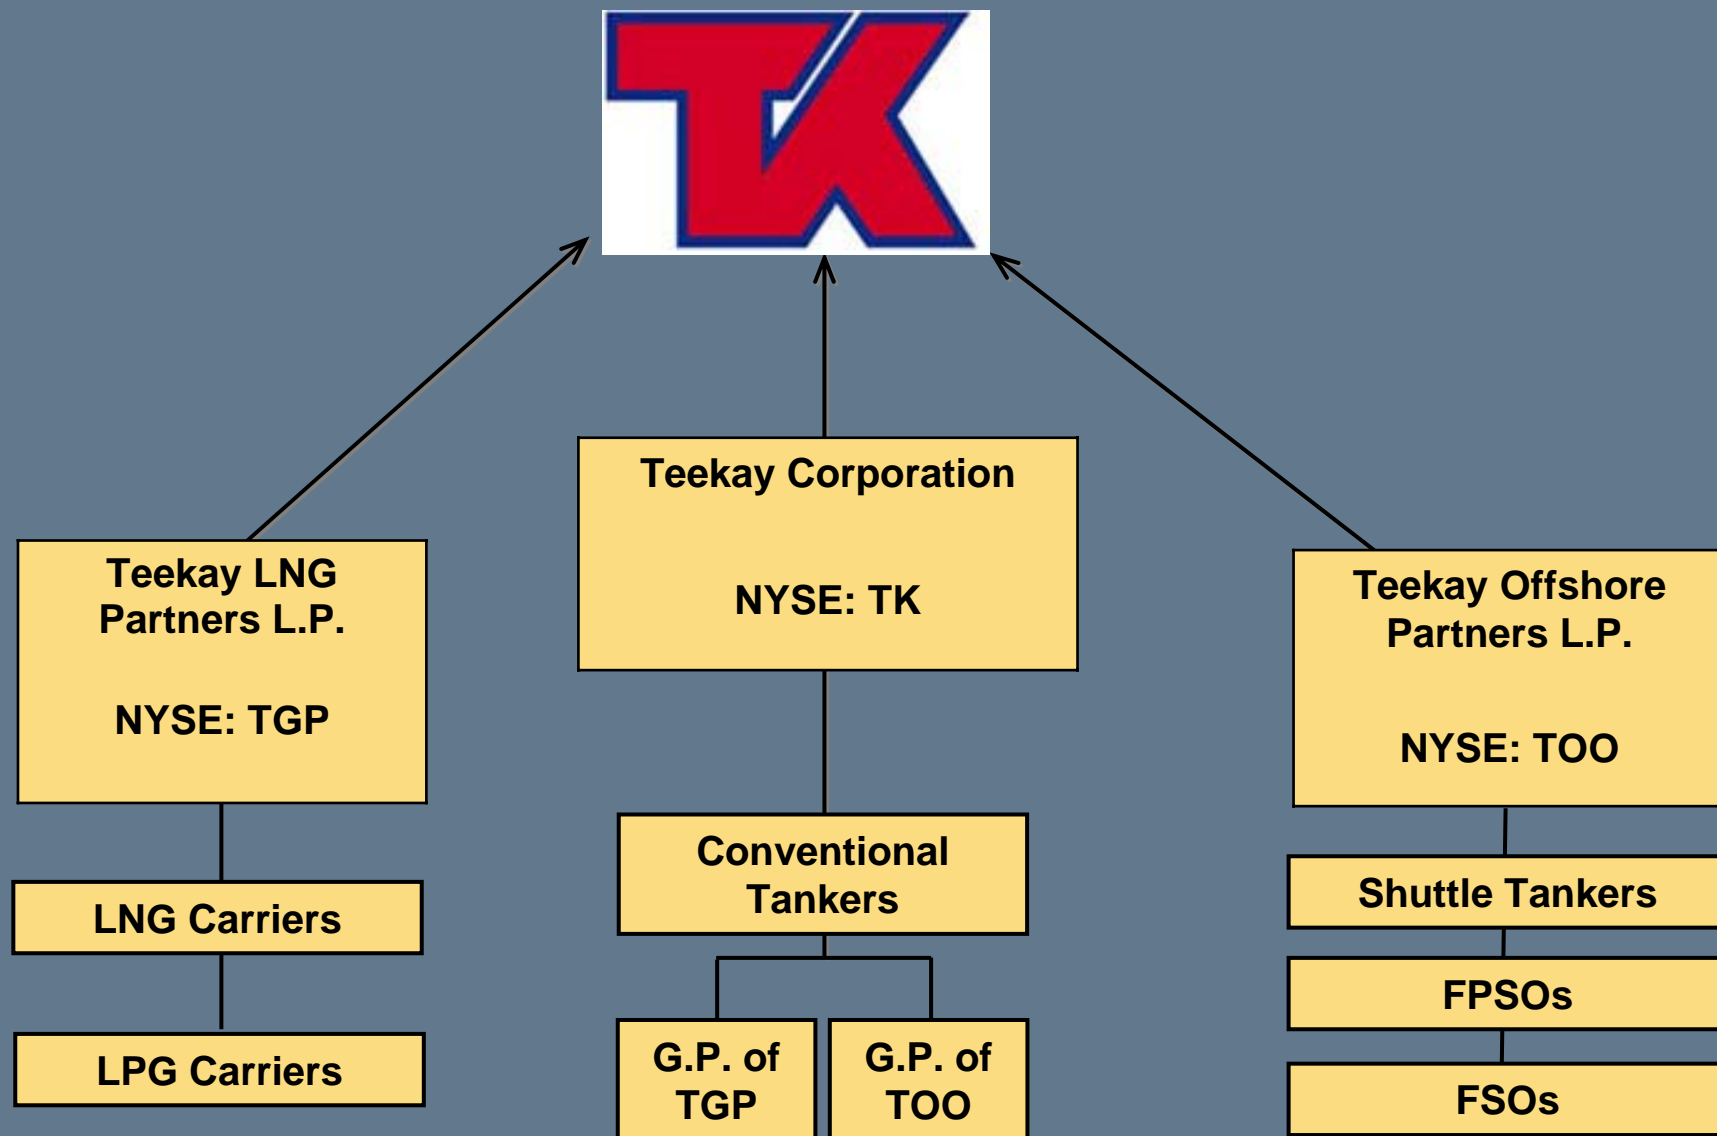 TK
Teekay Corporation
NYSE: TK
Teekay LNG
Partners L.P.
NYSE: TGP
Teekay Offshore
Partners L.P.
NYSE: TOO
LNG Carriers
LPG Carriers
Conventional
Tankers
G.P. of
TGP
G.P. of
TOO
Shuttle Tankers
FPSOs
FSOs